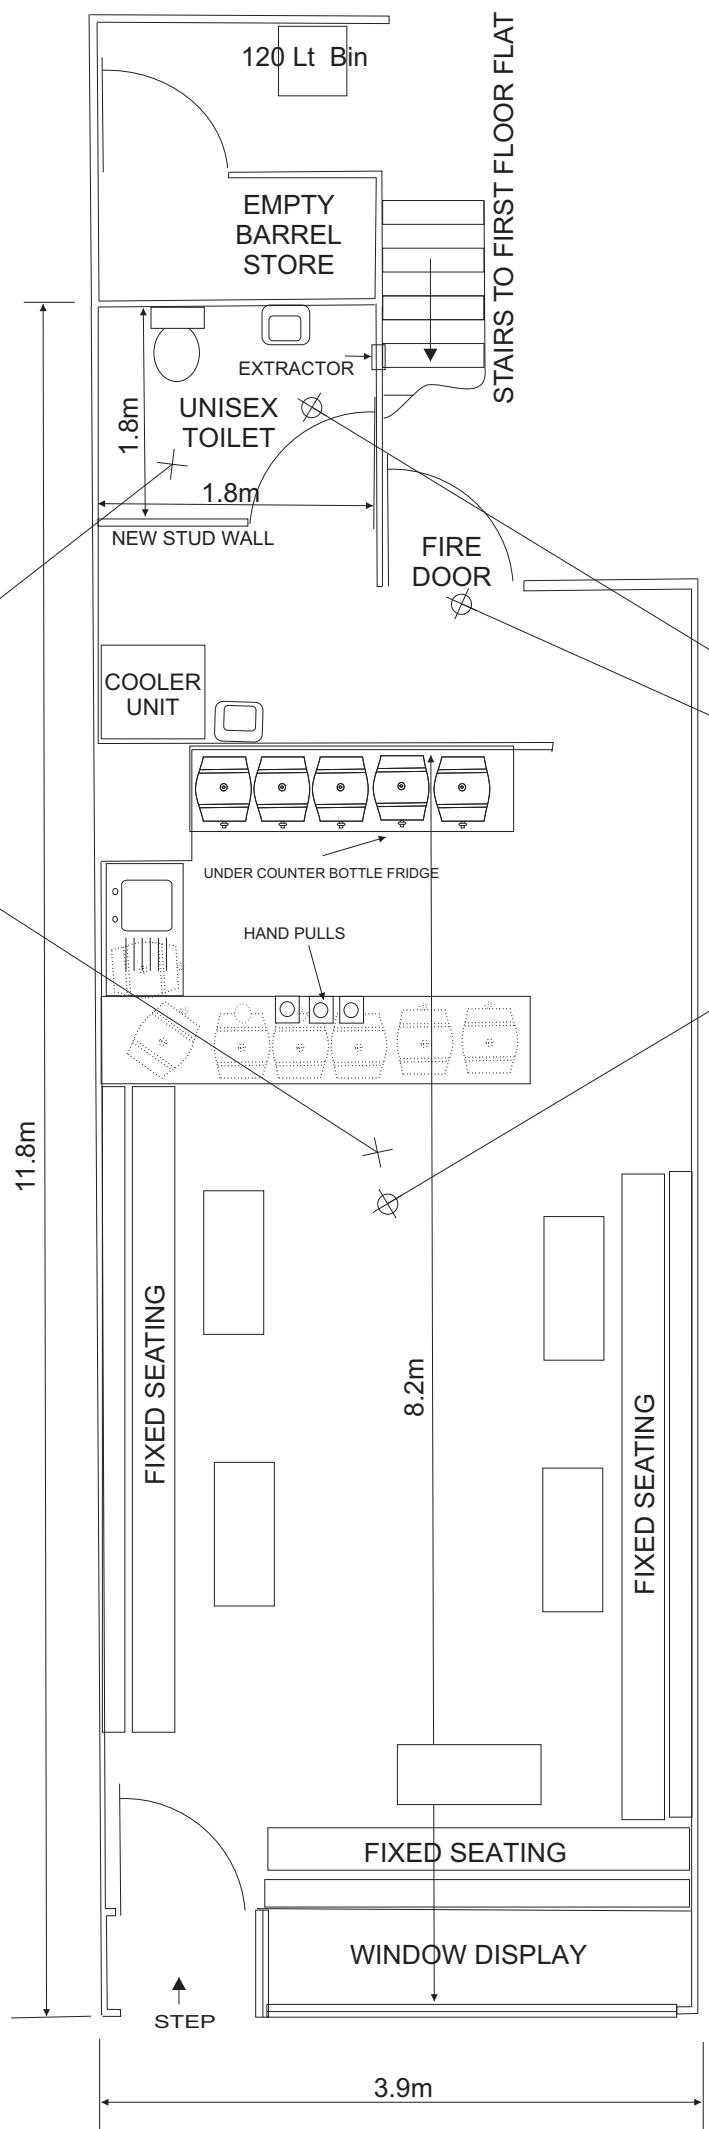 120 Lt Bin
STAIRS TO FIRST FLOOR FLAT
EMPTY
BARREL
STORE
EXTRACTOR
UNISEX
TOILET
1.8m
1.8m
NEW STUD WALL
FIRE
DOOR
COOLER
UNIT
UNDER COUNTER BOTTLE FRIDGE
HAND PULLS
11.8m
FIXED SEATING
8.2m
FIXED SEATING
FIXED SEATING
WINDOW DISPLAY
STEP
3.9m